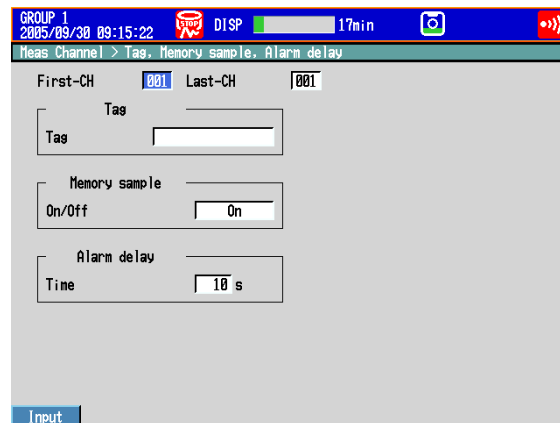 GROUP 1
2005/09/30 09:15:22
STOP
DISP
17min
Meas Channel > Tag, Memory sample, Alarm delay
First-CH 001 Last-CH 001
Tag
Tag
Memory sample
On/Off On
Alarm delay
Time 10 s
Input